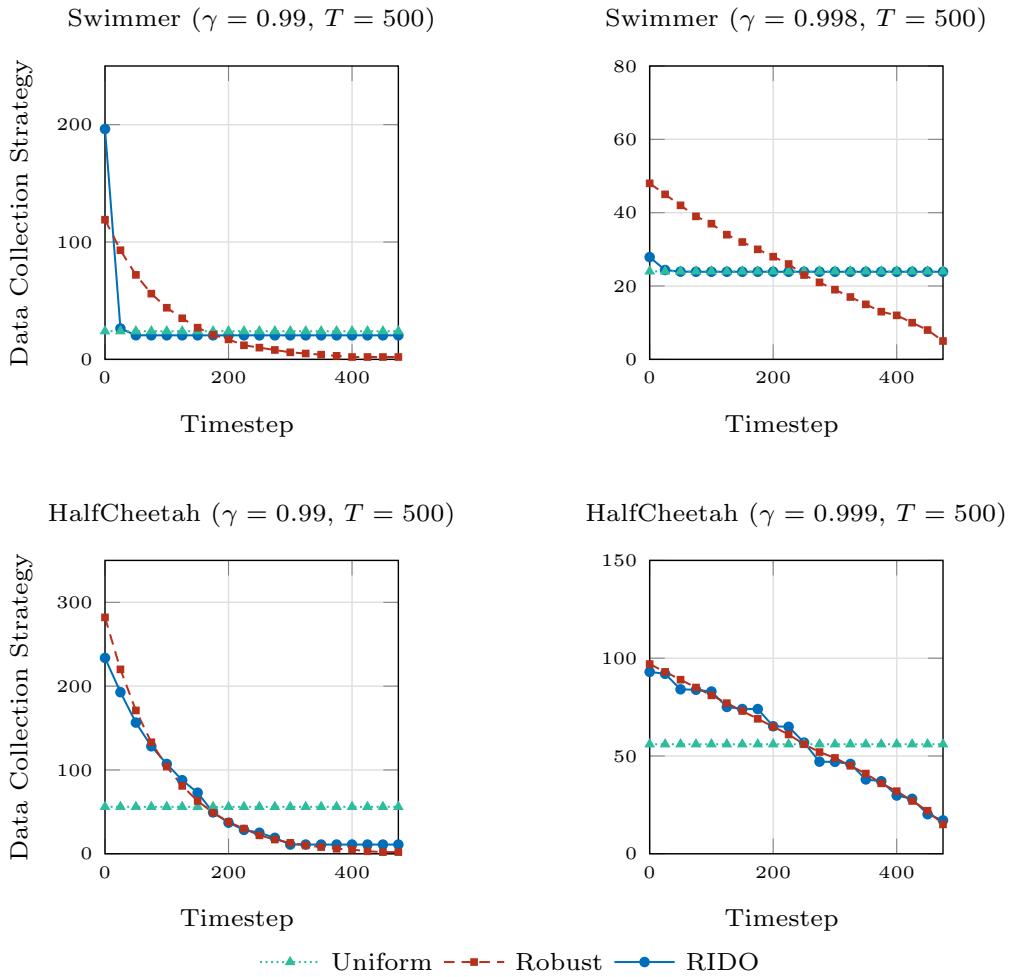 Swimmer (γ = 0.99, T = 500)
Data Collection Strategy
200
100
0
0 200 400
Timestep
Swimmer (γ = 0.998, T = 500)
80
60
40
20
0
0 200 400
Timestep
HalfCheetah (γ = 0.99, T = 500)
Data Collection Strategy
300
200
100
0
0 200 400
Timestep
HalfCheetah (γ = 0.999, T = 500)
150
100
50
0
0 200 400
Timestep
Uniform Robust RIDO